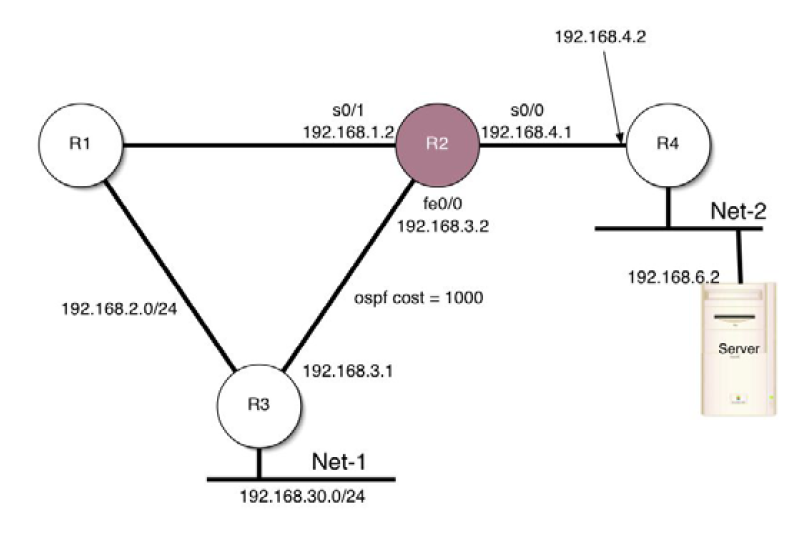 192.168.4.2
s0/1
s0/0
192.168.1.2
192.168.4.1
R1
R2
R4
fe0/0
192.168.3.2
Net-2
192.168.6.2
192.168.2.0/24
ospf cost = 1000
Server
192.168.3.1
R3
Net-1
192.168.30.0/24